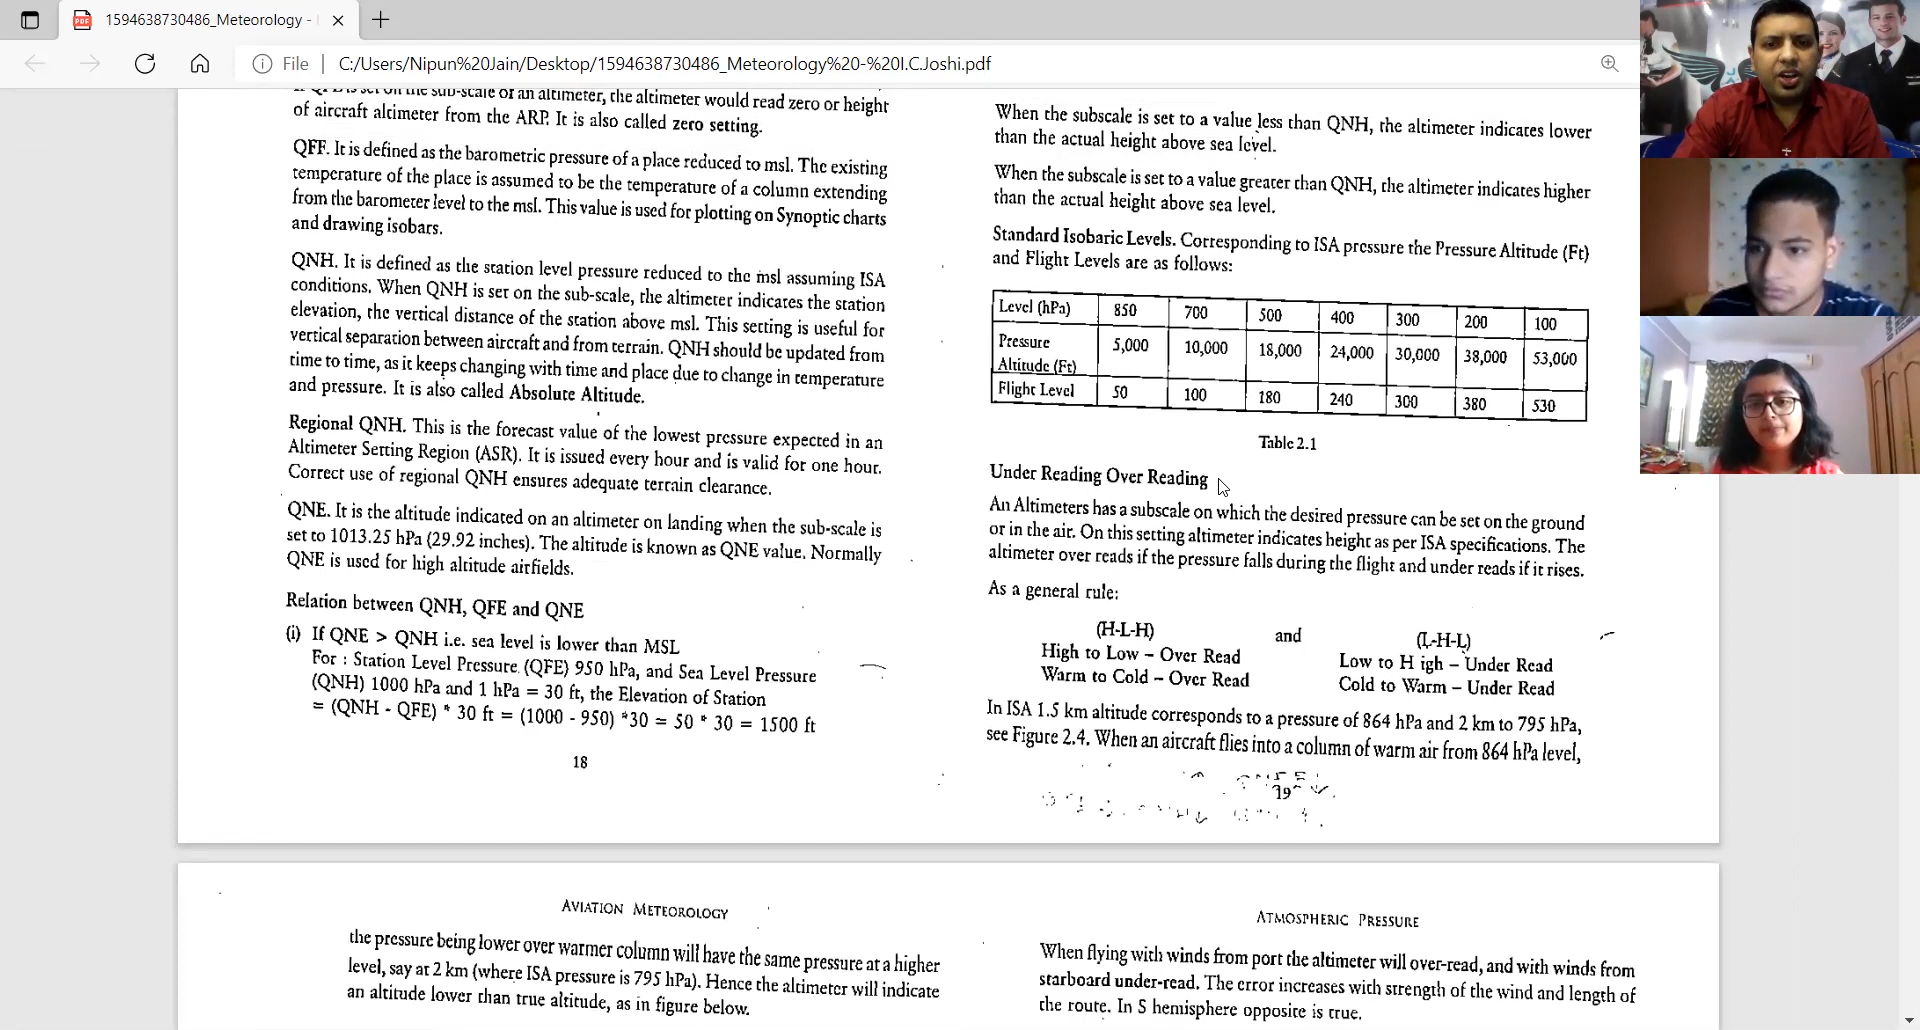 1594638730486_Meteorology -
File
C:/Users/Nipun%20Jain/Desktop/1594638730486_Meteorology%20-%20I.C.Joshi.pdf
If QFE is set on the sub-scale of an altimeter, the altimeter would read zero or height
of aircraft altimeter from the ARP. It is also called zero setting.
QFF. It is defined as the barometric pressure of a place reduced to msl. The existing
temperature of the place is assumed to be the temperature of a column extending
from the barometer level to the msl. This value is used for plotting on Synoptic charts
and drawing isobars.
QNH. It is defined as the station level pressure reduced to the msl assuming ISA
conditions. When QNH is set on the sub-scale, the altimeter indicates the station
elevation, the vertical distance of the station above msl. This setting is useful for
vertical separation between aircraft and from terrain. QNH should be updated from
time to time, as it keeps changing with time and place due to change in temperature
and pressure. It is also called Absolute Altitude.
Regional QNH. This is the forecast value of the lowest pressure expected in an
Altimeter Setting Region (ASR). It is issued every hour and is valid for one hour.
Correct use of regional QNH ensures adequate terrain clearance.
QNE. It is the altitude indicated on an altimeter on landing when the sub-scale is
set to 1013.25 hPa (29.92 inches). The altitude is known as QNE value. Normally
QNE is used for high altitude airfields.
Relation between QNH, QFE and QNE
(i) If QNE > QNH i.e. sea level is lower than MSL
For : Station Level Pressure (QFE) 950 hPa, and Sea Level Pressure
(QNH) 1000 hPa and 1 hPa = 30 ft, the Elevation of Station
= (QNH - QFE) * 30 ft = (1000 - 950) *30 = 50 * 30 = 1500 ft
18
When the subscale is set to a value less than QNH, the altimeter indicates lower
than the actual height above sea level.
When the subscale is set to a value greater than QNH, the altimeter indicates higher
than the actual height above sea level.
Standard Isobaric Levels. Corresponding to ISA pressure the Pressure Altitude (Ft)
and Flight Levels are as follows:
Level (hPa) 850 700 500 400 300 200 100
Pressure Altitude (Ft) 5,000 10,000 18,000 24,000 30,000 38,000 53,000
Flight Level 50 100 180 240 300 380 530
Table 2.1
Under Reading Over Reading
An Altimeters has a subscale on which the desired pressure can be set on the ground
or in the air. On this setting altimeter indicates height as per ISA specifications. The
altimeter over reads if the pressure falls during the flight and under reads if it rises.
As a general rule:
(H-L-H) and (L-H-L)
High to Low – Over Read Low to H igh – Under Read
Warm to Cold – Over Read Cold to Warm – Under Read
In ISA 1.5 km altitude corresponds to a pressure of 864 hPa and 2 km to 795 hPa,
see Figure 2.4. When an aircraft flies into a column of warm air from 864 hPa level,
19
AVIATION METEOROLOGY
the pressure being lower over warmer column will have the same pressure at a higher
level, say at 2 km (where ISA pressure is 795 hPa). Hence the altimeter will indicate
an altitude lower than true altitude, as in figure below.
ATMOSPHERIC PRESSURE
When flying with winds from port the altimeter will over-read, and with winds from
starboard under-read. The error increases with strength of the wind and length of
the route. In S hemisphere opposite is true.